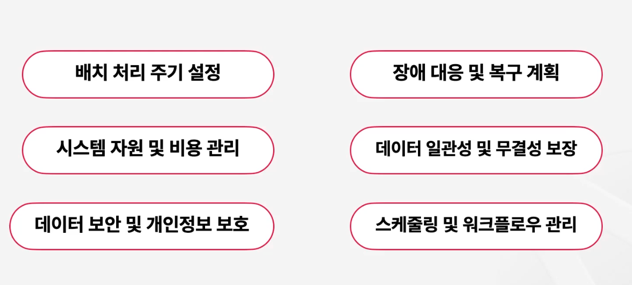 배치 처리 주기 설정
장애 대응 및 복구 계획
시스템 자원 및 비용 관리
데이터 일관성 및 무결성 보장
데이터 보안 및 개인정보 보호
스케줄링 및 워크플로우 관리